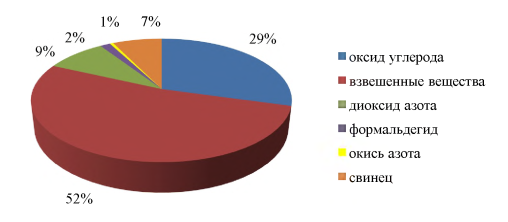 1%
7%
2%
29%
9%
52%
оксид углерода
взвешенные вещества
диоксид азота
формальдегид
окись азота
свинец